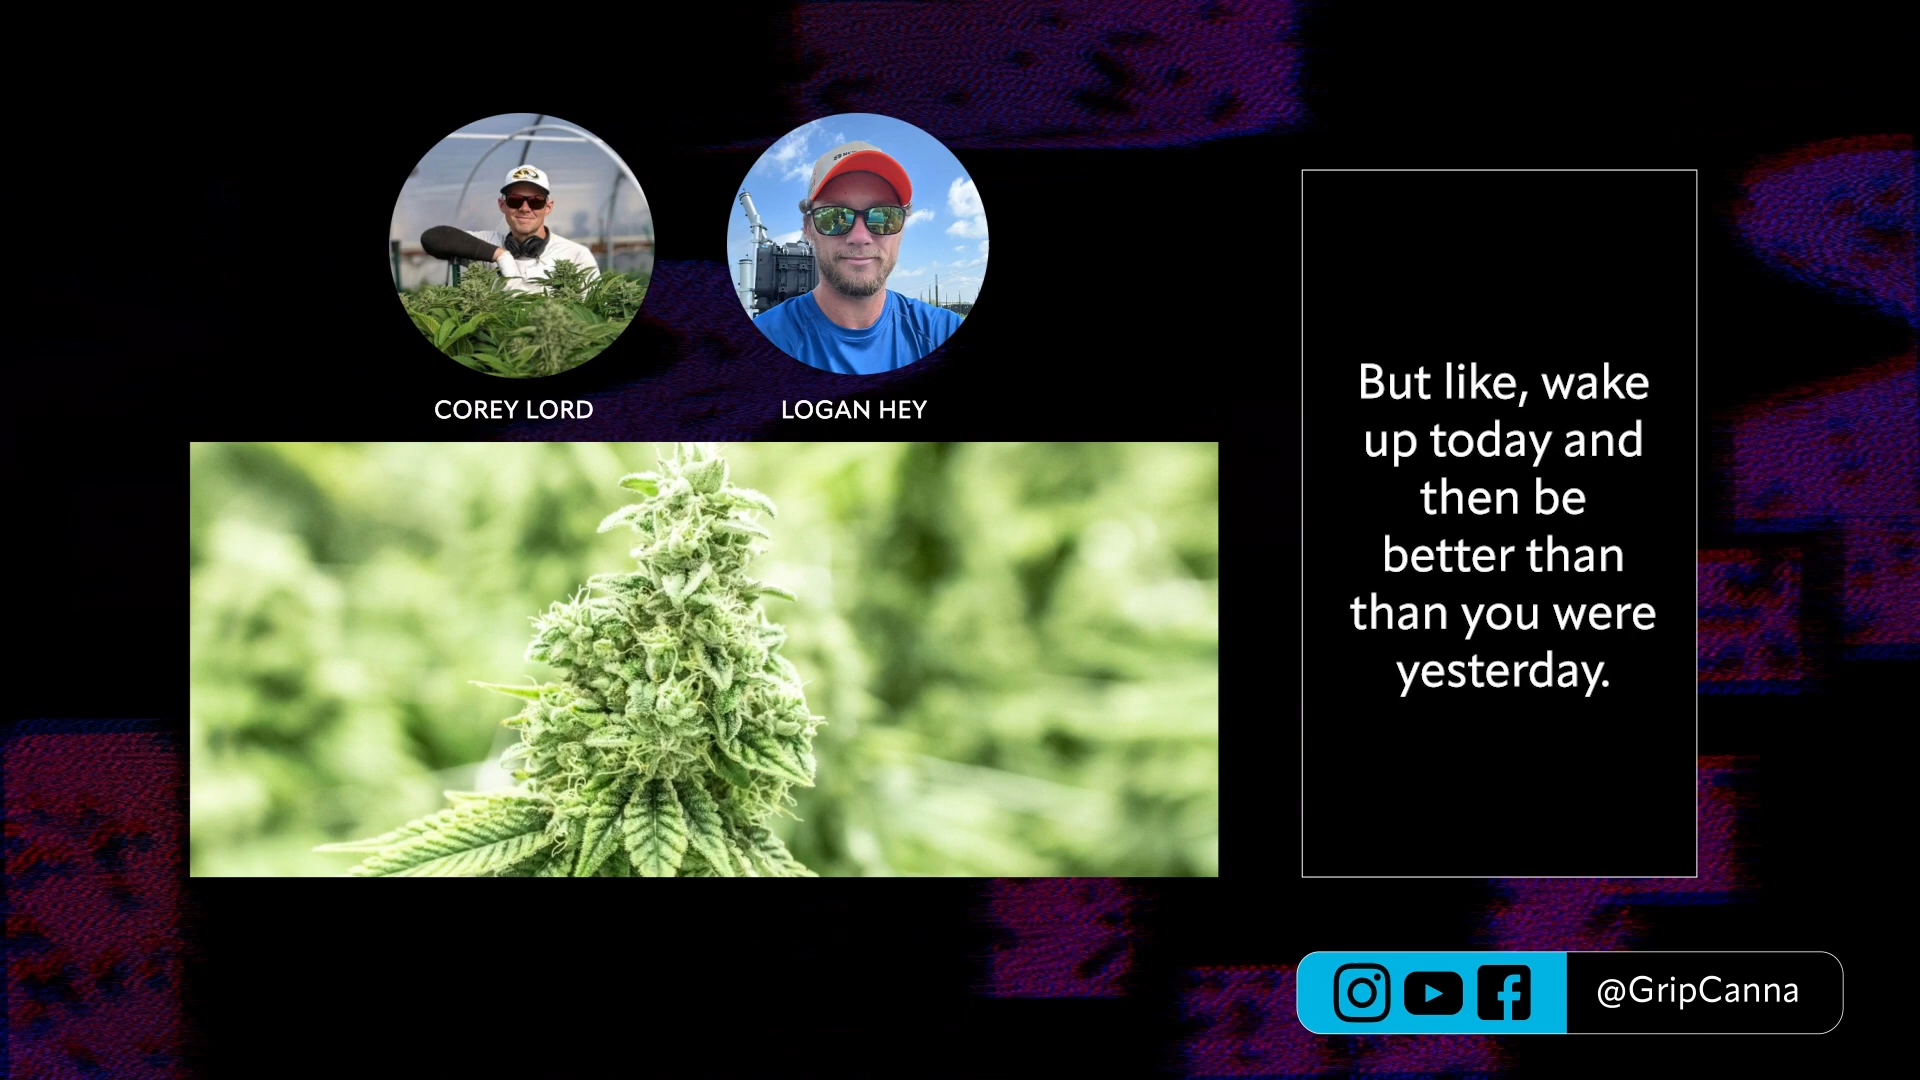 COREY LORD
LOGAN HEY
But like, wake
up today and
then be
better than
than you were
yesterday.
@GripCanna